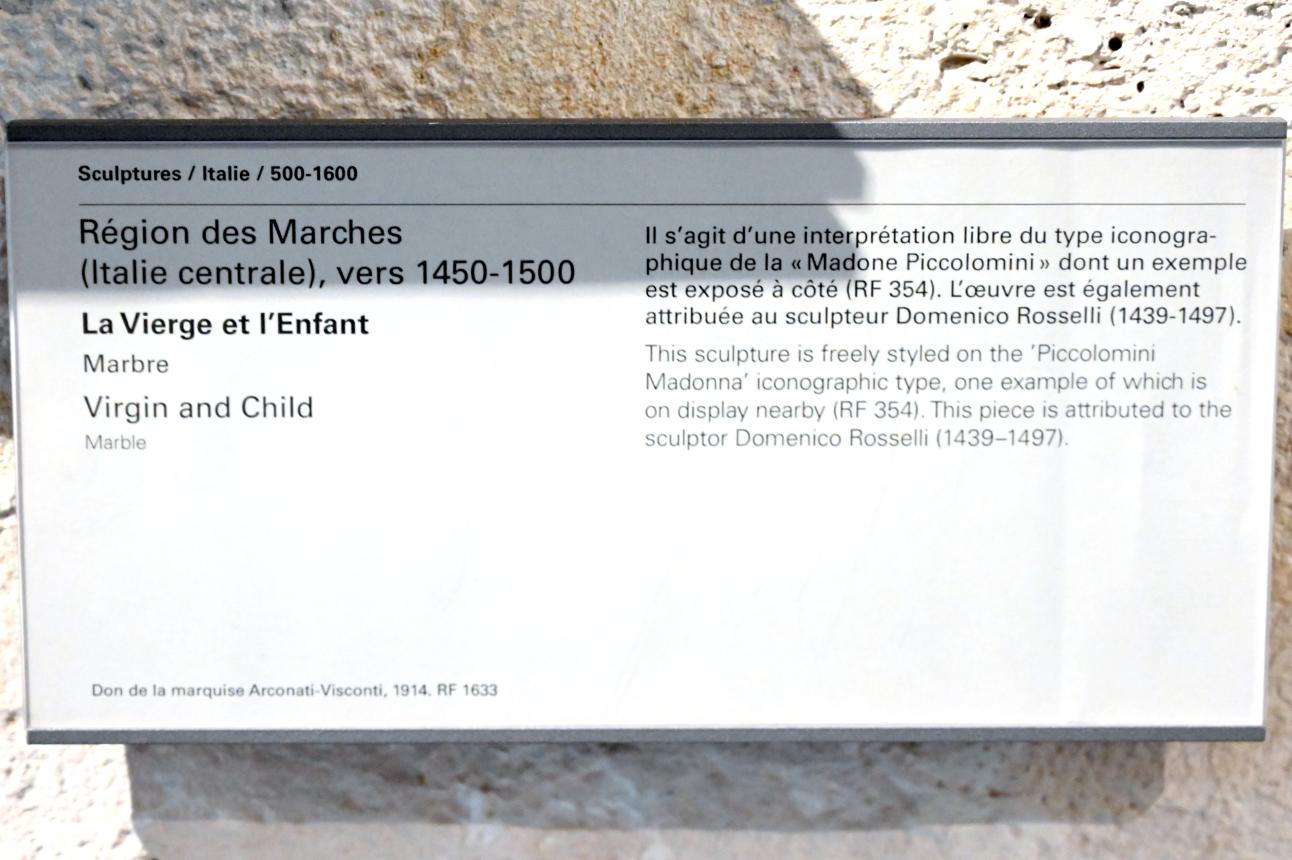 Sculptures / Italie / 500-1600
Région des Marches
(Italie centrale), vers 1450-1500
La Vierge et l'Enfant
Marbre
Virgin and Child
Marble
Il s'agit d'une interprétation libre du type iconogra-
phique de la « Madone Piccolomini » dont un exemple
est exposé à côté (RF 354). L'œuvre est également
attribuée au sculpteur Domenico Rosselli (1439-1497).
This sculpture is freely styled on the 'Piccolomini
Madonna' iconographic type, one example of which is
on display nearby (RF 354). This piece is attributed to the
sculptor Domenico Rosselli (1439–1497).
Don de la marquise Arconati-Visconti, 1914. RF 1633